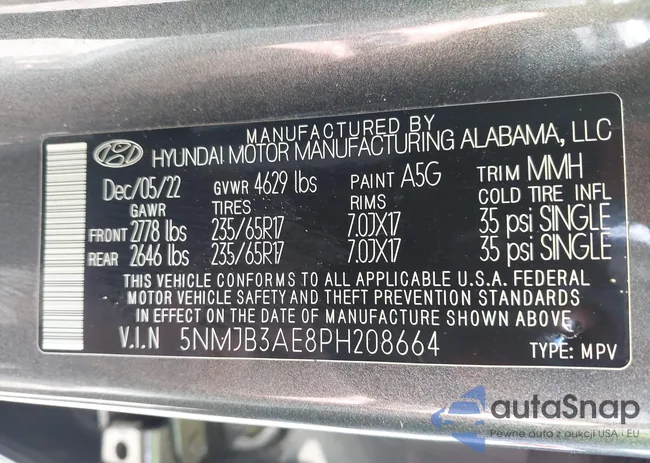 MANUFACTURED BY
HYUNDAI MOTOR MANUFACTURING ALABAMA, LLC
Dec/05/22 GVWR 4629 lbs PAINT A5G TRIM MMH
GAWR TIRES RIMS COLD TIRE INFL
FRONT 2778 lbs 235/65R17 7.0JX17 35 psi SINGLE
REAR 2646 lbs 235/65R17 7.0JX17 35 psi SINGLE
THIS VEHICLE CONFORMS TO ALL APPLICABLE U.S.A. FEDERAL
MOTOR VEHICLE SAFETY AND THEFT PREVENTION STANDARDS
IN EFFECT ON THE DATE OF MANUFACTURE SHOWN ABOVE
V.I.N 5NMJB3AE8PH208664 TYPE: MPV
autaSnap
Pewne auta z aukcji USA i EU